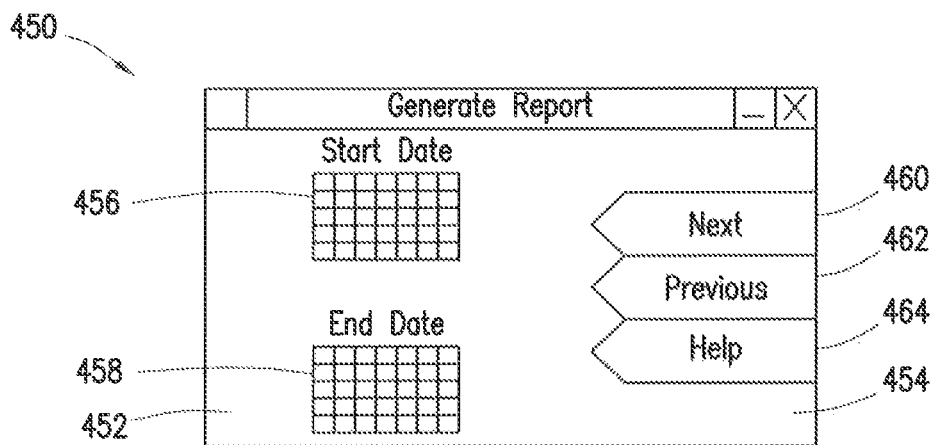 450
Generate Report
Start Date
456
460
Next
462
Previous
464
End Date
Help
458
454
452